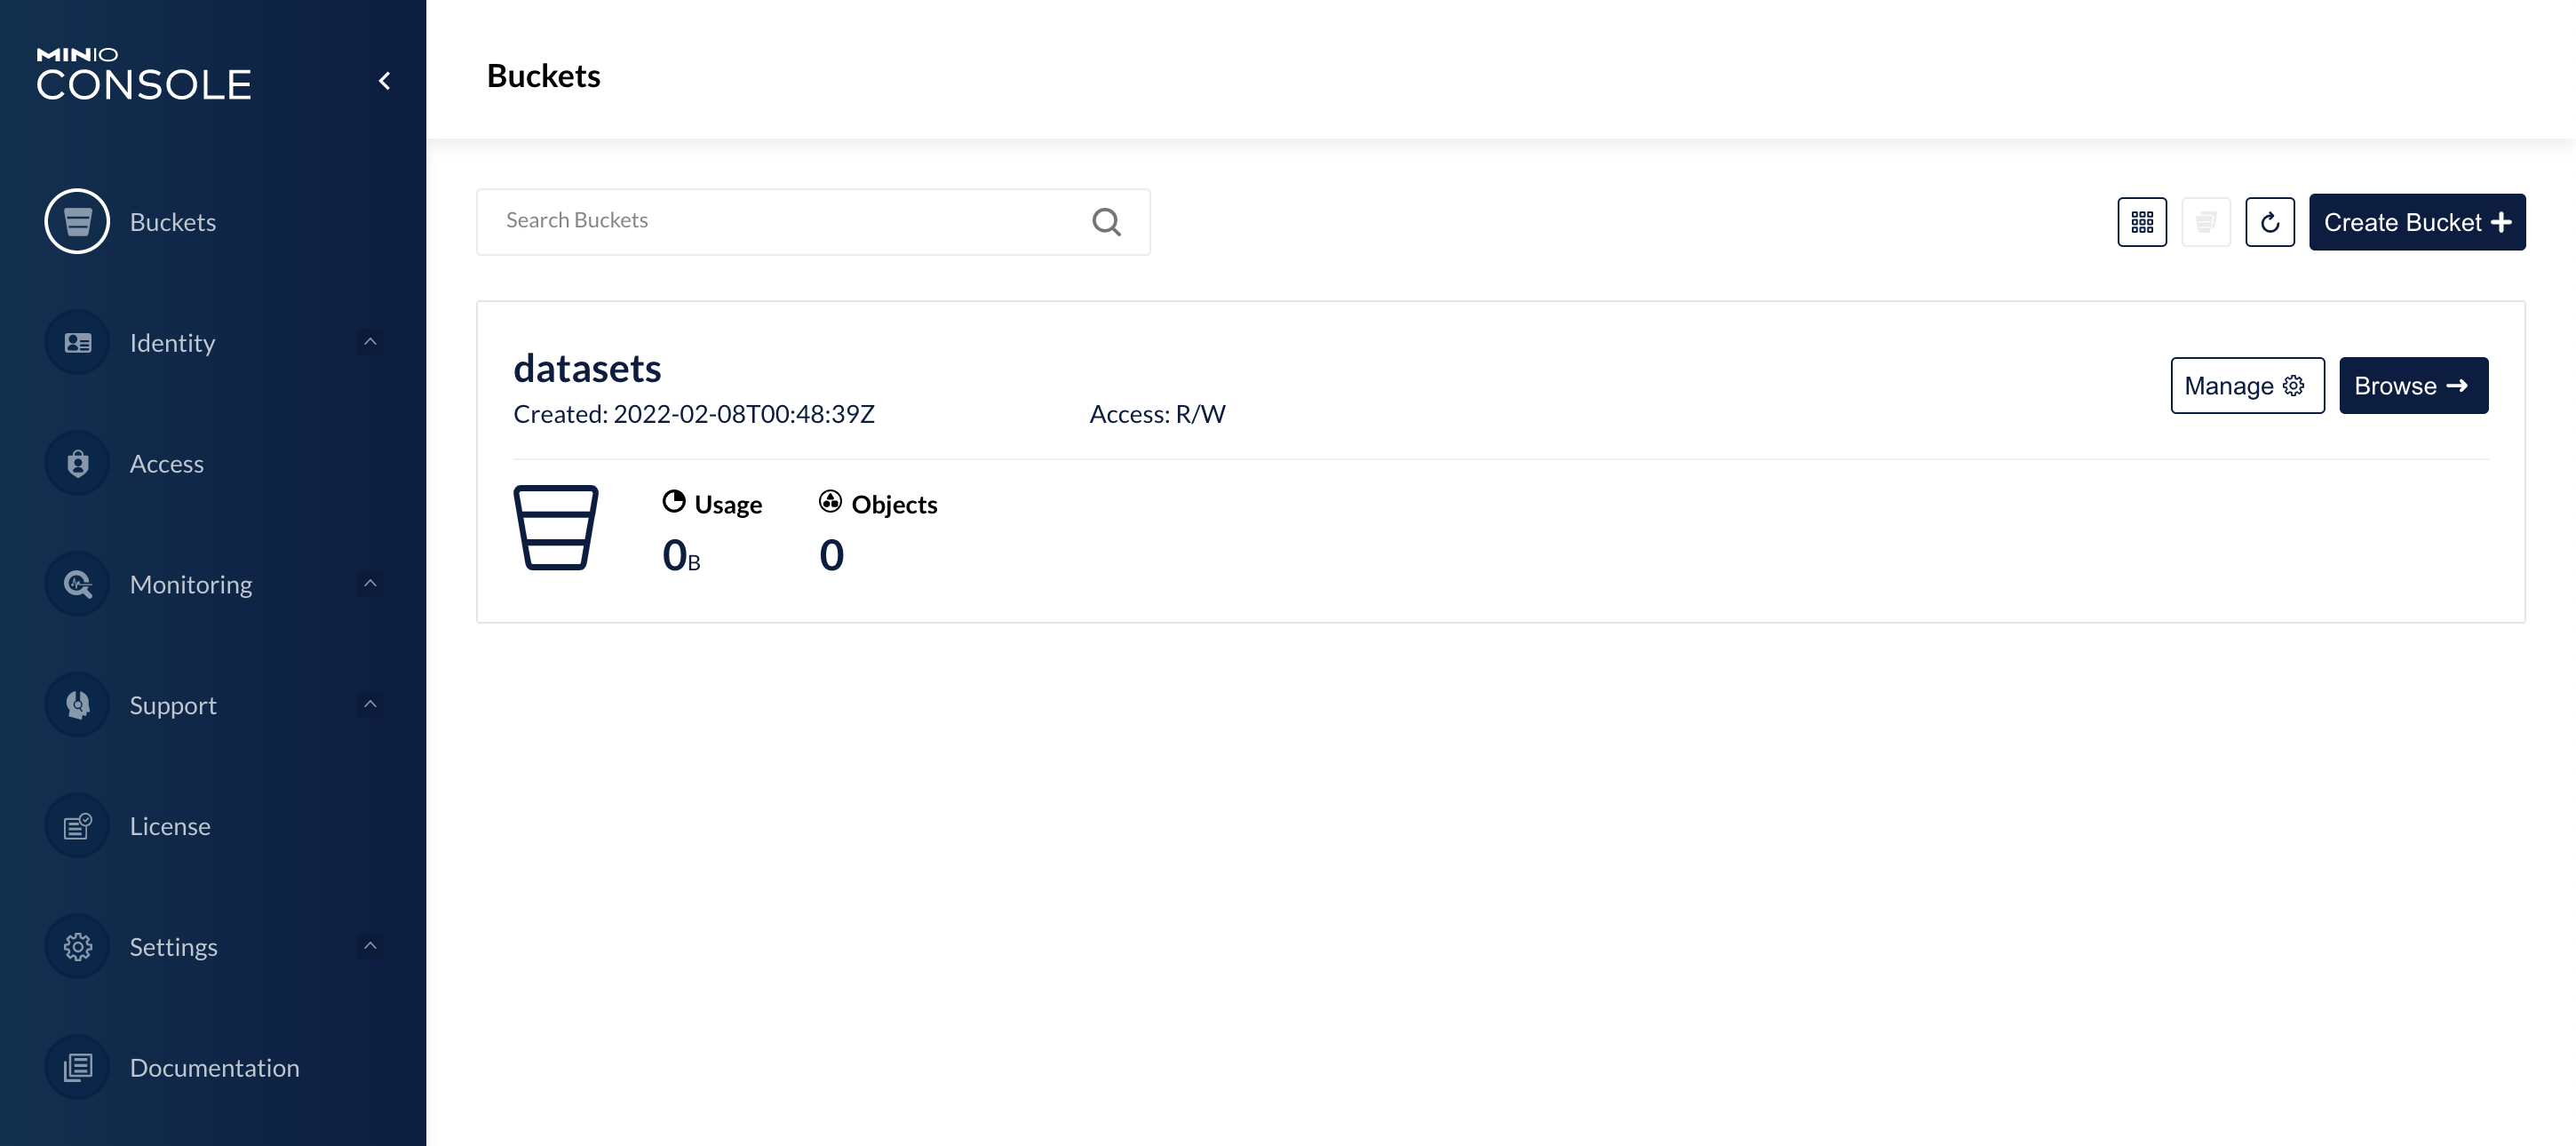 MINIO
CONSOLE
Buckets
Identity
Access
Monitoring
Support
License
Settings
Documentation
Buckets
Search Buckets
Create Bucket
datasets
Created: 2022-02-08T00:48:39Z Access: R/W
Manage Browse
Usage Objects
0B 0